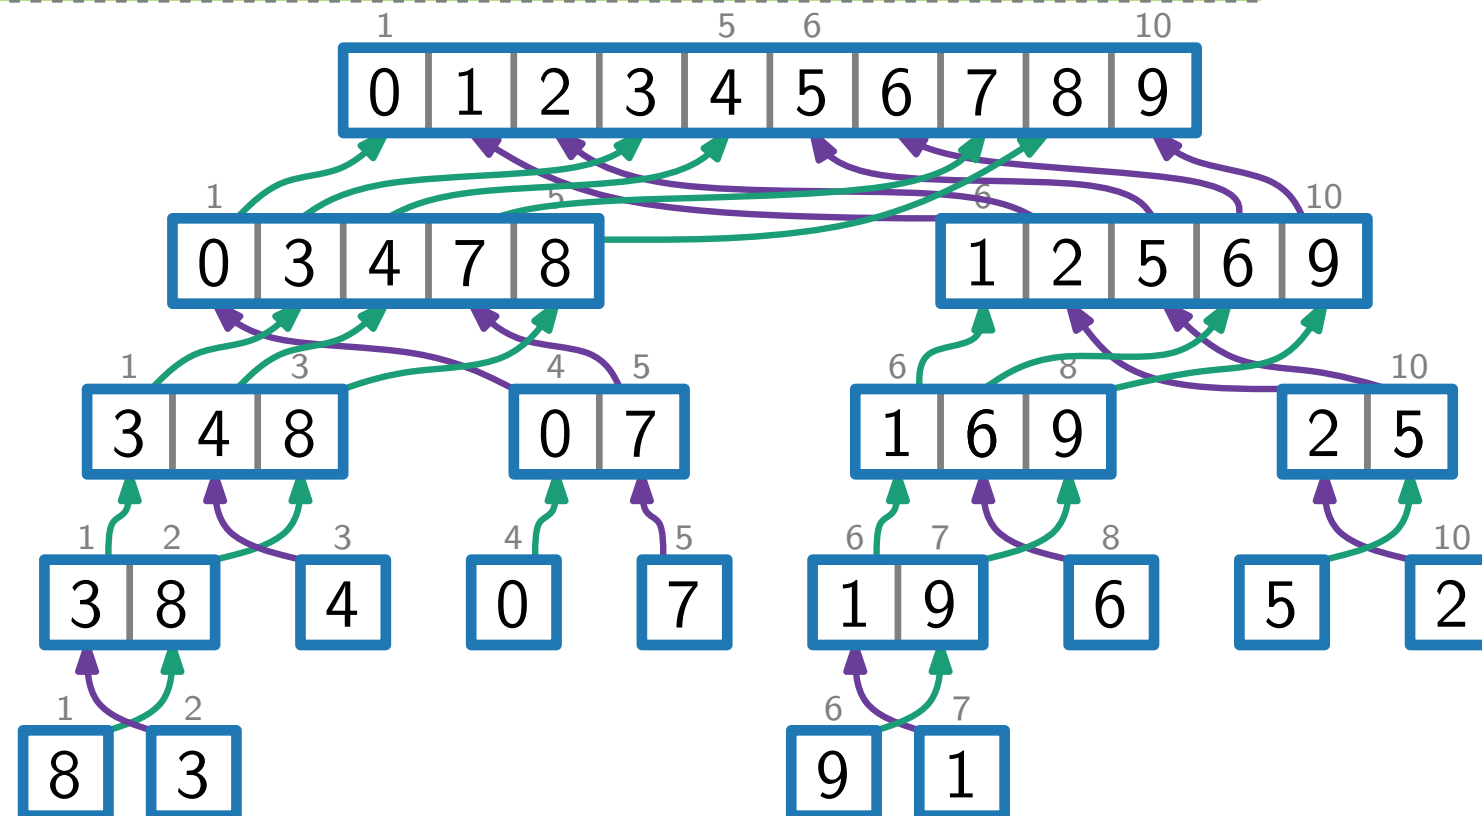 1 5 6 10
0 1 2 3 4 5 6 7 8 9
1 5 6 10
0 3 4 7 8 1 2 5 6 9
1 3 4 5 6 8 10
3 4 8 0 7 1 6 9 2 5
1 2 3 4 5 6 7 8 10
3 8 4 0 7 1 9 6 5 2
1 2 6 7
8 3 9 1